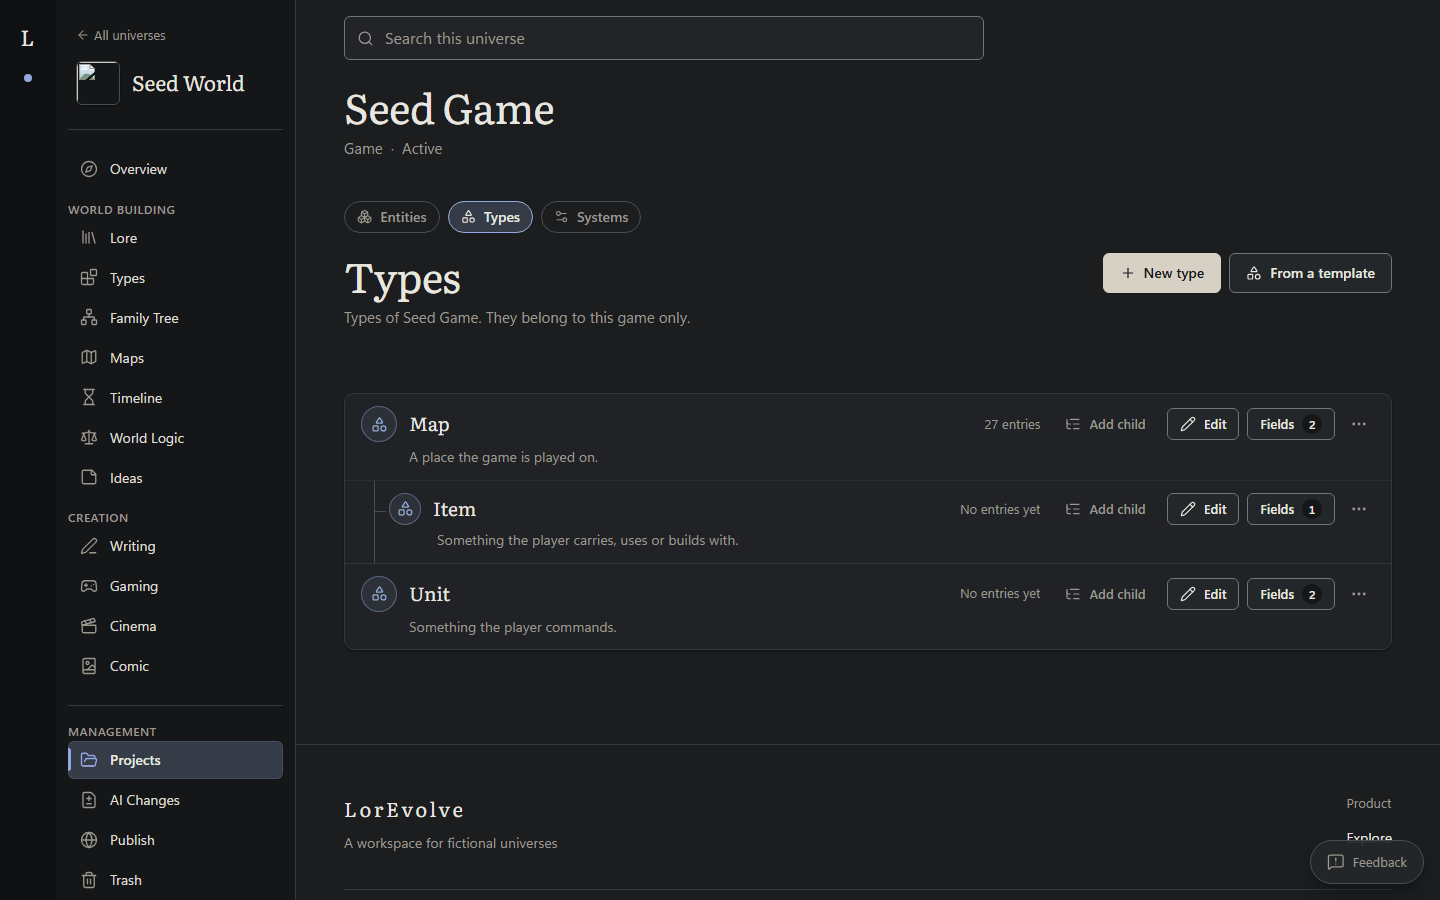 L
All universes
Seed World
Overview
WORLD BUILDING
Lore
Types
Family Tree
Maps
Timeline
World Logic
Ideas
CREATION
Writing
Gaming
Cinema
Comic
MANAGEMENT
Projects
AI Changes
Publish
Trash
Search this universe
Seed Game
Game · Active
Entities
Types
Systems
Types
New type
From a template
Types of Seed Game. They belong to this game only.
Map
27 entries
Add child
Edit
Fields 2
A place the game is played on.
Item
No entries yet
Add child
Edit
Fields 1
Something the player carries, uses or builds with.
Unit
No entries yet
Add child
Edit
Fields 2
Something the player commands.
LorEvolve
A workspace for fictional universes
Product
Explore
Feedback